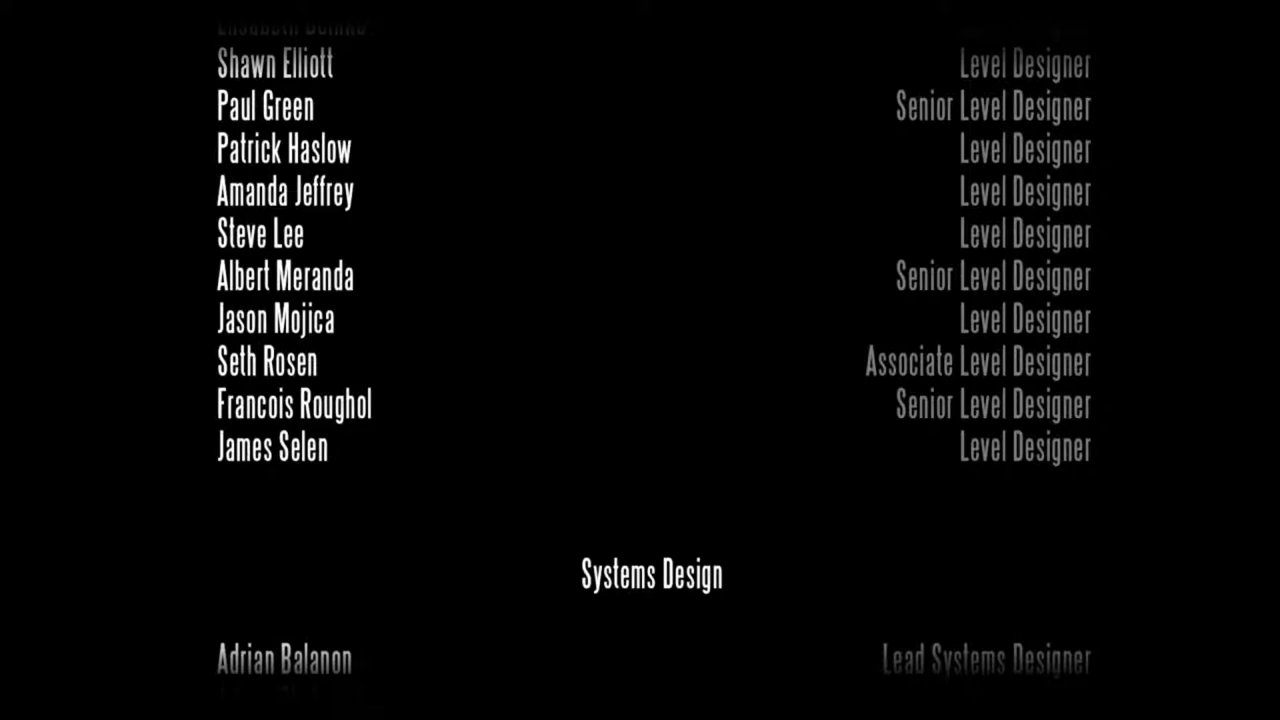 Shawn Elliott Level Designer
Paul Green Senior Level Designer
Patrick Haslow Level Designer
Amanda Jeffrey Level Designer
Steve Lee Level Designer
Albert Meranda Senior Level Designer
Jason Mojica Level Designer
Seth Rosen Associate Level Designer
Francois Roughol Senior Level Designer
James Selen Level Designer
Systems Design
Adrian Balanon Lead Systems Designer